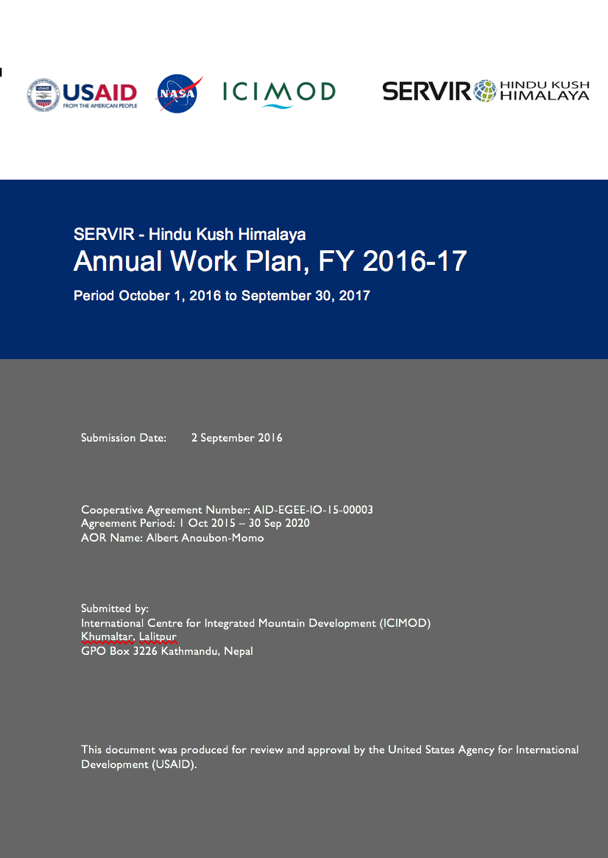 USAID
FROM THE AMERICAN PEOPLE
NASA
ICIMOD
SERVIR HINDU KUSH
HIMALAYA
SERVIR - Hindu Kush Himalaya
Annual Work Plan, FY 2016-17
Period October 1, 2016 to September 30, 2017
Submission Date: 2 September 2016
Cooperative Agreement Number: AID-EGEE-IO-15-00003
Agreement Period: 1 Oct 2015 – 30 Sep 2020
AOR Name: Albert Anoubon-Momo
Submitted by:
International Centre for Integrated Mountain Development (ICIMOD)
Khumaltar, Lalitpur
GPO Box 3226 Kathmandu, Nepal
This document was produced for review and approval by the United States Agency for International
Development (USAID).